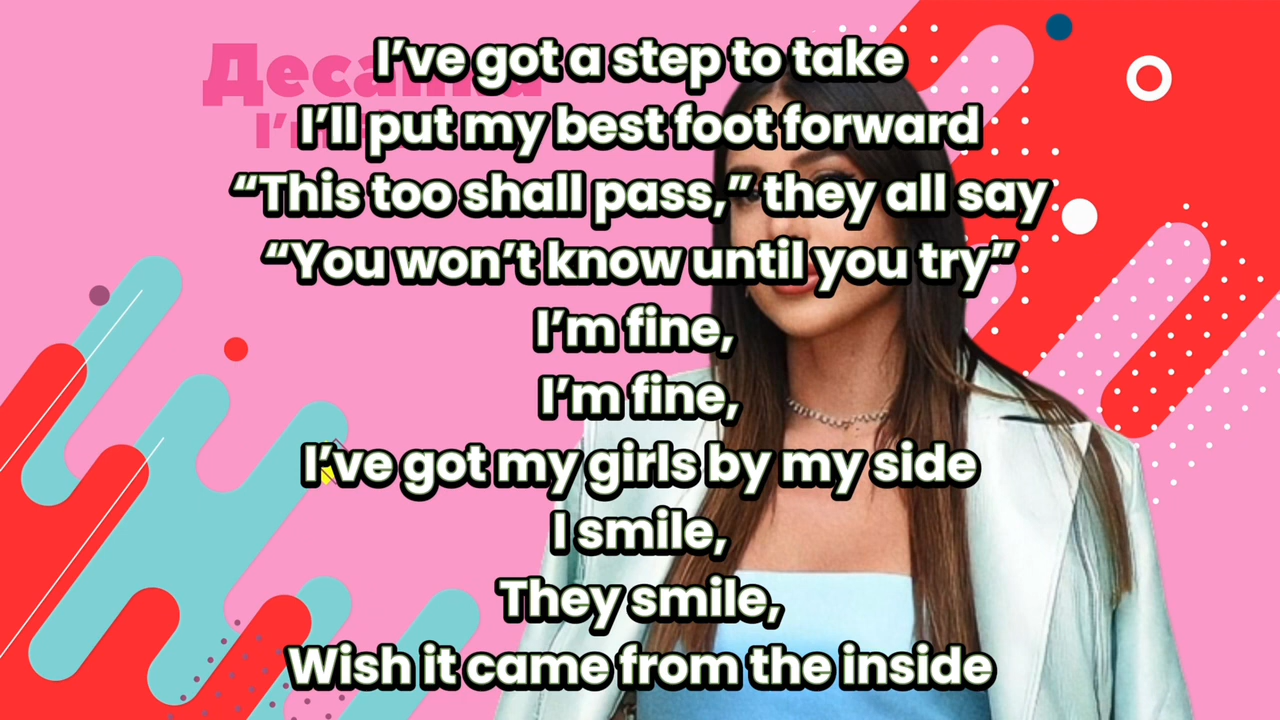 I’ve got a step to take
I’ll put my best foot forward
“This too shall pass,” they all say
“You won’t know until you try”
I’m fine,
I’m fine,
I’ve got my girls by my side
I smile,
They smile,
Wish it came from the inside